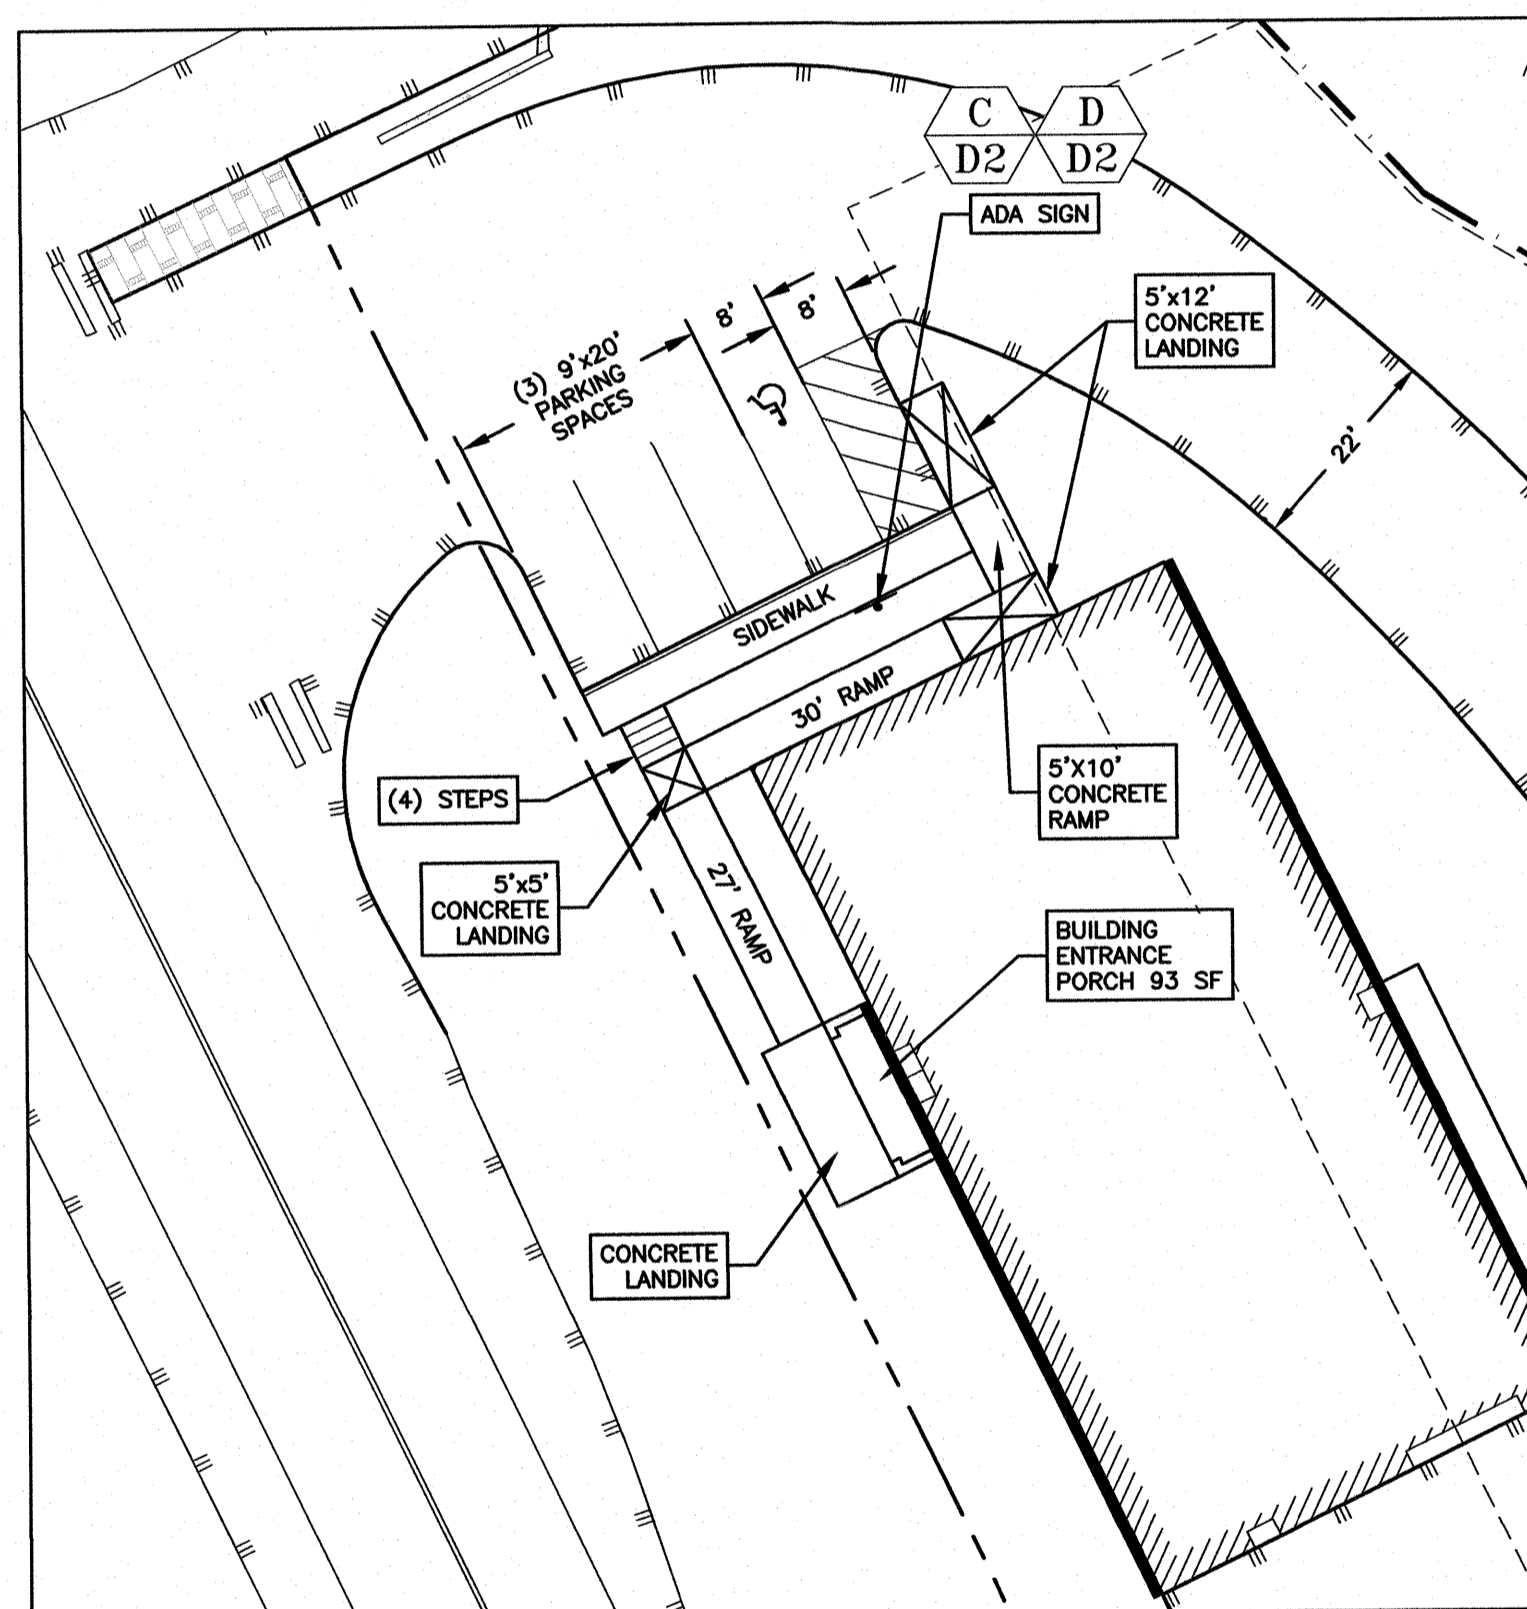 C
D2
D
D2
ADA SIGN
5'x12'
CONCRETE
LANDING
8'
8'
(3) 9'x20'
PARKING
SPACES
22'
SIDEWALK
30' RAMP
(4) STEPS
5'X10'
CONCRETE
RAMP
5'x5'
CONCRETE
LANDING
27' RAMP
BUILDING
ENTRANCE
PORCH 93 SF
CONCRETE
LANDING